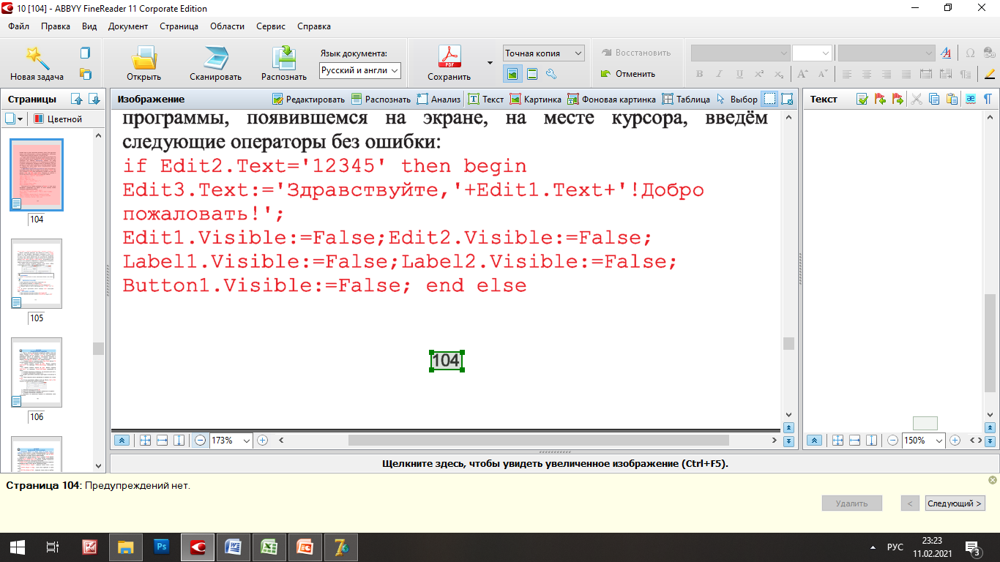 10 [104] - ABBYY FineReader 11 Corporate Edition
Файл Правка Вид Документ Страница Области Сервис Справка
Новая задача
Открыть
Сканировать
Распознать
Язык документа:
Русский и англи
PDF
Сохранить
Точная копия
Восстановить
Отменить
Страницы
Цветной
104
105
106
Изображение
Редактировать Распознать Анализ Текст Картинка Фоновая картинка Таблица Выбор
программы, появившемся на экране, на месте курсора, введём
следующие операторы без ошибки:
if Edit2.Text='12345' then begin
Edit3.Text:='Здравствуйте,'+Edit1.Text+'!Добро
пожаловать!';
Edit1.Visible:=False;Edit2.Visible:=False;
Label1.Visible:=False;Label2.Visible:=False;
Button1.Visible:=False; end else
104
173%
Текст
150%
Щелкните здесь, чтобы увидеть увеличенное изображение (Ctrl+F5).
Страница 104: Предупреждений нет.
Удалить
<
Следующий >
Ps
РУС
23:23
11.02.2021
3